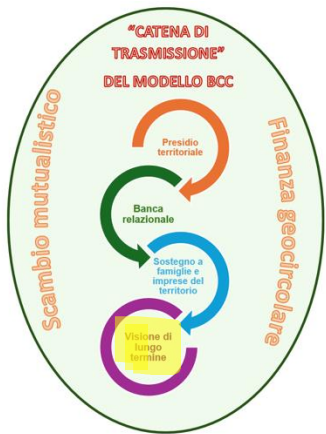 “CATENA DI
TRASMISSIONE”
DEL MODELLO BCC
Scambio mutualistico
Finanza geocircolare
Presidio
territoriale
Banca
relazionale
Sostegno a
famiglie e
imprese del
territorio
Visione di
lungo
termine